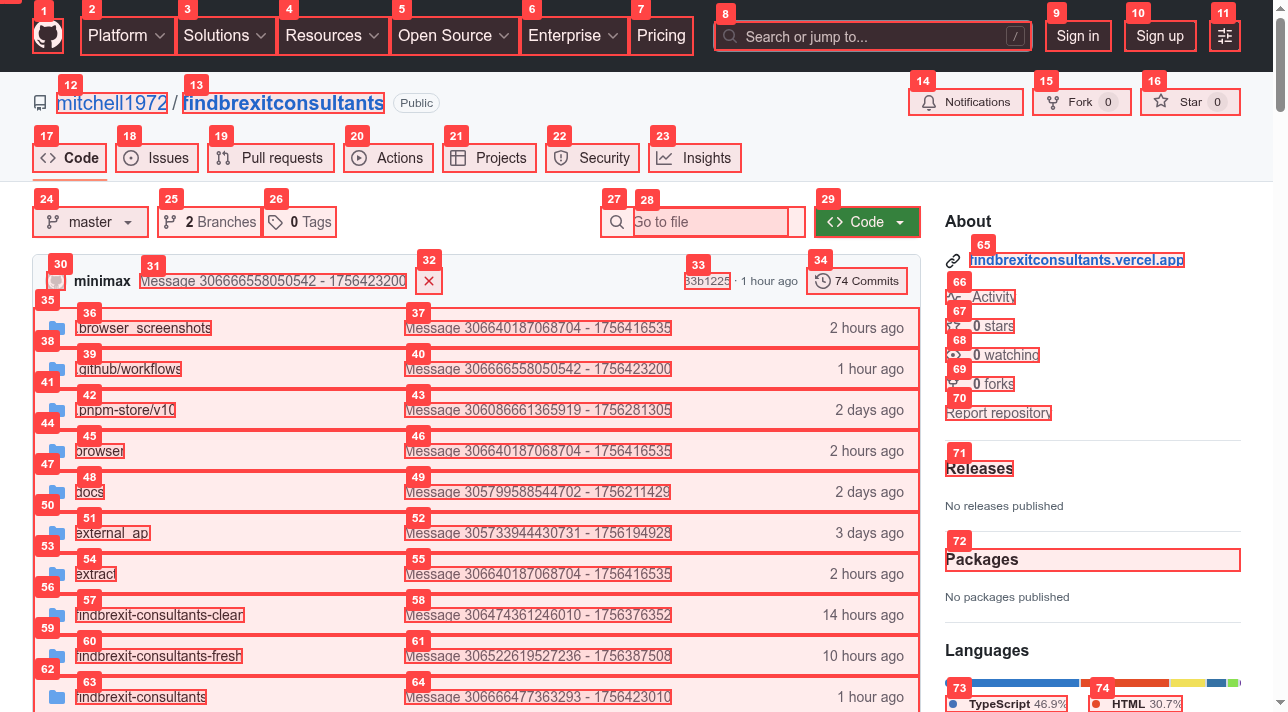 1 2 3 4 5 6 7 8 9 10 11
Platform Solutions Resources Open Source Enterprise Pricing Search or jump to... / Sign in Sign up
12 13 14 15 16
mitchell1972 / findbrexitconsultants Public Notifications Fork 0 Star 0
17 18 19 20 21 22 23
Code Issues Pull requests Actions Projects Security Insights
24 25 26 27 28 29
master 2 Branches 0 Tags Go to file Code
30 31 32 33 34
minimax Message 306666558050542 - 1756423200 83b1225 · 1 hour ago 74 Commits
35 36 37
.browser_screenshots Message 306640187068704 - 1756416535 2 hours ago
38 39 40
.github/workflows Message 306666558050542 - 1756423200 1 hour ago
41 42 43
.pnpm-store/v10 Message 306086661365919 - 1756281305 2 days ago
44 45 46
browser Message 306640187068704 - 1756416535 2 hours ago
47 48 49
docs Message 305799588544702 - 1756211429 2 days ago
50 51 52
external_ap Message 305733944430731 - 1756194928 3 days ago
53 54 55
extract Message 306640187068704 - 1756416535 2 hours ago
56 57 58
findbrexit-consultants-clean Message 306474361246010 - 1756376352 14 hours ago
59 60 61
findbrexit-consultants-fresh Message 306522619527236 - 1756387508 10 hours ago
62 63 64
findbrexit-consultants Message 306666477363293 - 1756423010 1 hour ago
About
65
findbrexitconsultants.vercel.app
66
Activity
67
0 stars
68
0 watching
69
0 forks
70
Report repository
71
Releases
No releases published
72
Packages
No packages published
Languages
73 74
TypeScript 46.9% HTML 30.7%